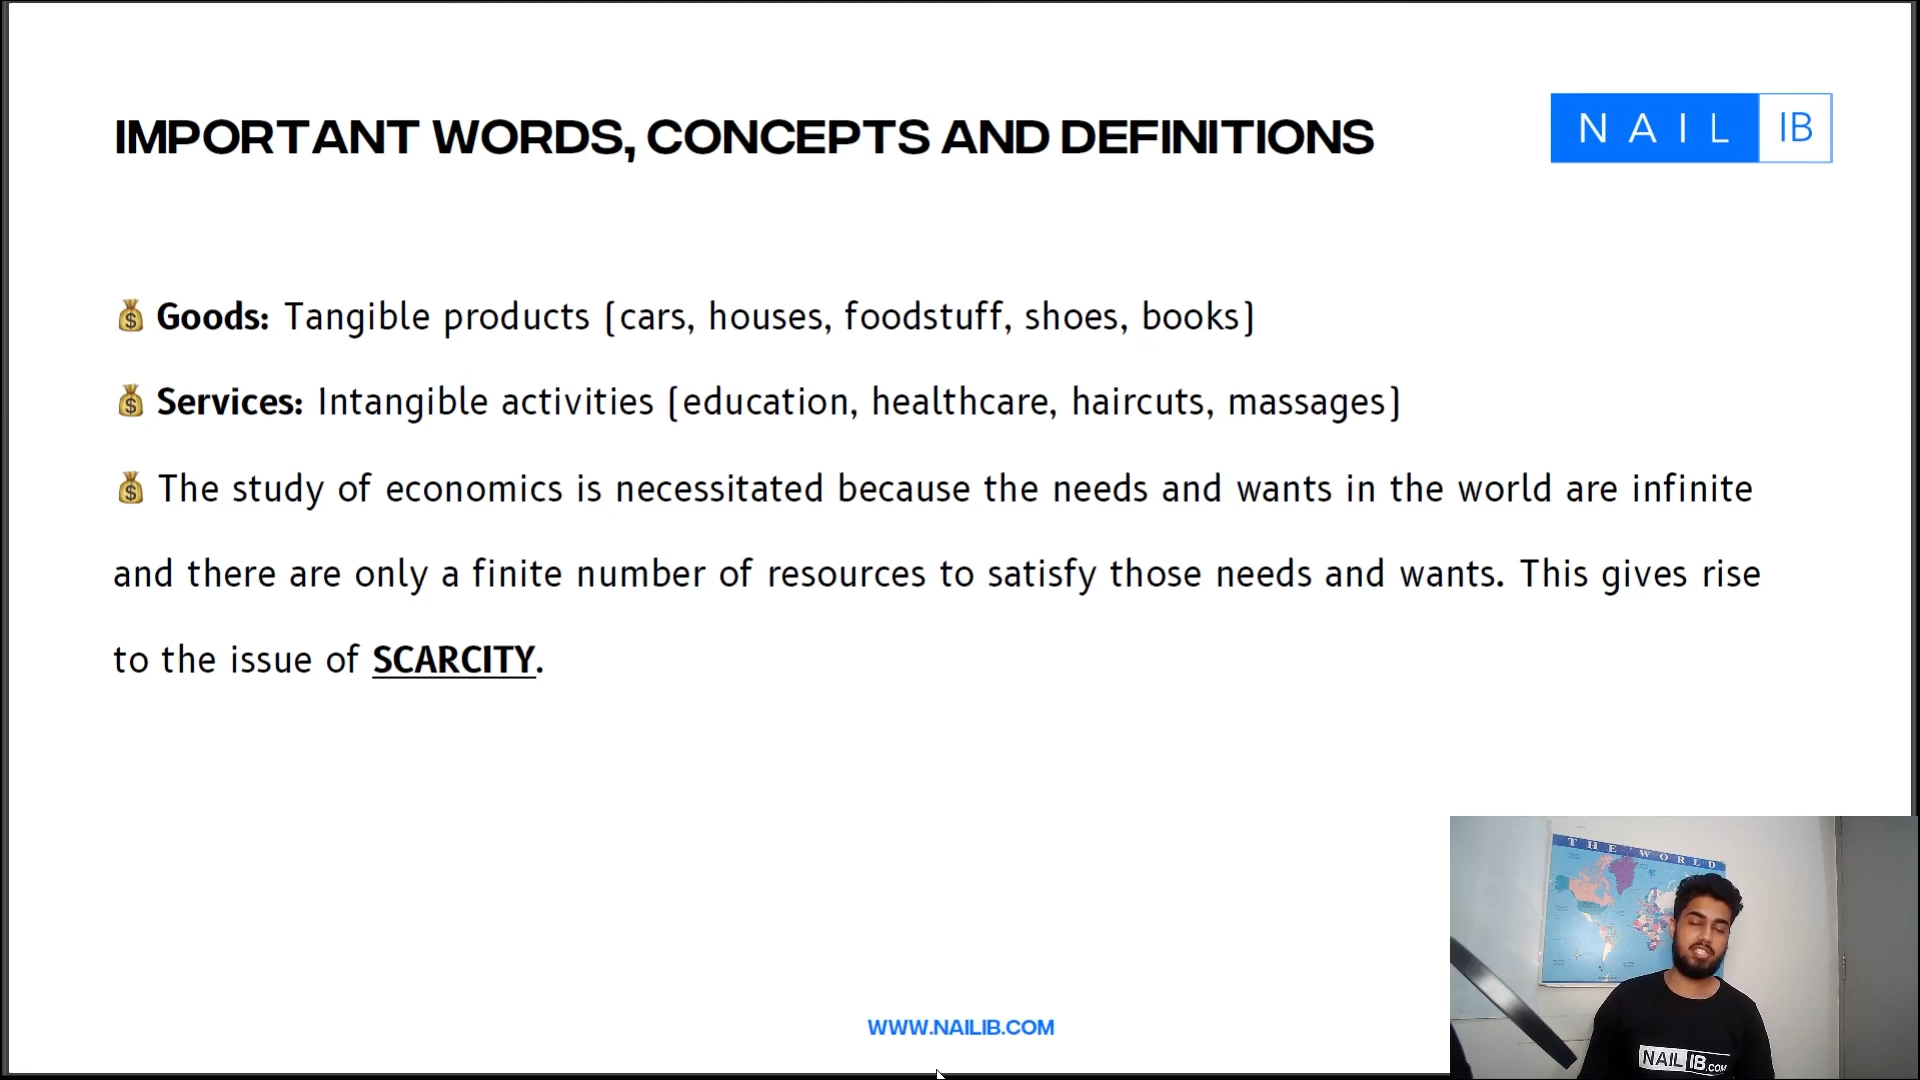 IMPORTANT WORDS, CONCEPTS AND DEFINITIONS
NAIL IB
Goods: Tangible products (cars, houses, foodstuff, shoes, books)
Services: Intangible activities (education, healthcare, haircuts, massages)
The study of economics is necessitated because the needs and wants in the world are infinite
and there are only a finite number of resources to satisfy those needs and wants. This gives rise
to the issue of SCARCITY.
THE WORLD
NAIL IB.COM
WWW.NAILIB.COM